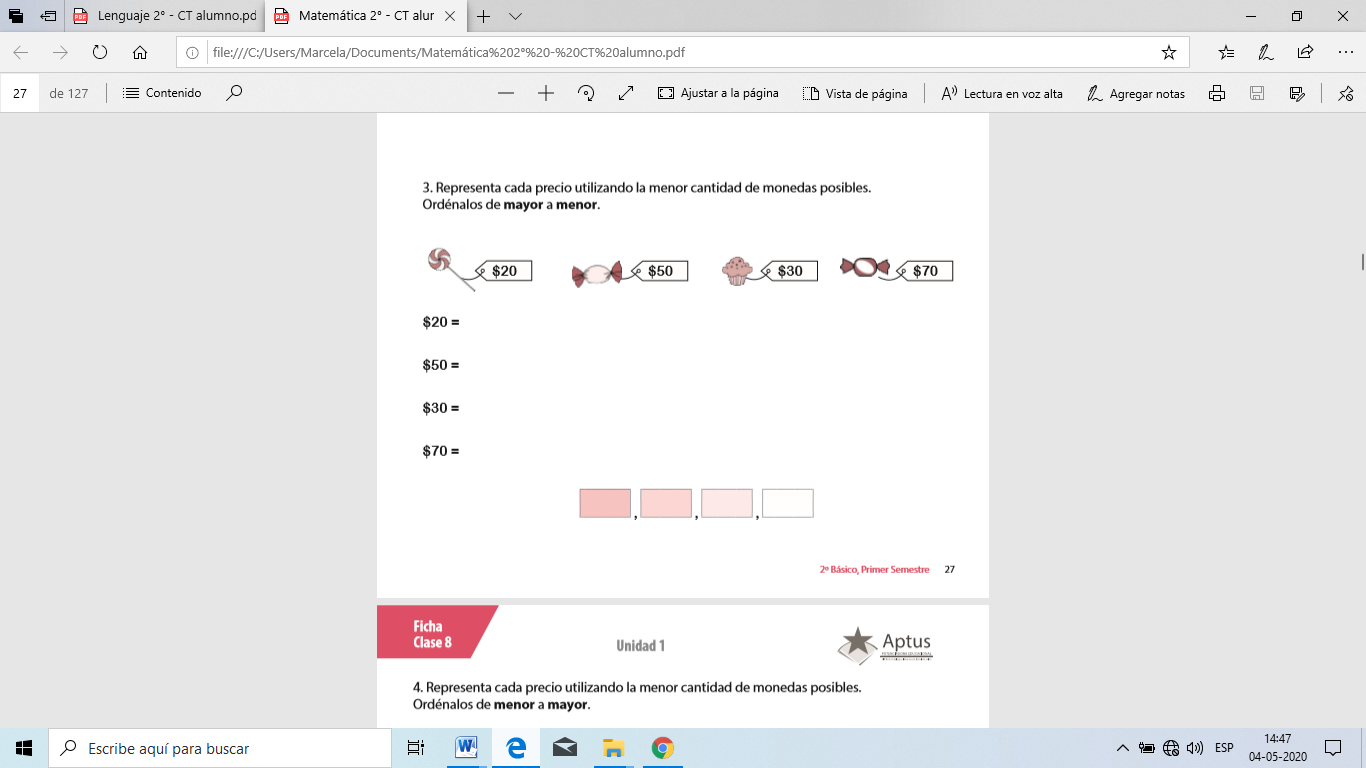 Lenguaje 2° - CT alumno.pd
Matemática 2° - CT alur
file:///C:/Users/Marcela/Documents/Matemática%202°%20-%20CT%20alumno.pdf
27 de 127 Contenido Ajustar a la página Vista de página Lectura en voz alta Agregar notas
3. Representa cada precio utilizando la menor cantidad de monedas posibles.
Ordénalos de mayor a menor.
$20 $50 $30 $70
$20 =
$50 =
$30 =
$70 =
, , ,
2º Básico, Primer Semestre 27
Ficha
Clase 8
Unidad 1
Aptus
4. Representa cada precio utilizando la menor cantidad de monedas posibles.
Ordénalos de menor a mayor.
Escribe aquí para buscar
ESP
14:47
04-05-2020